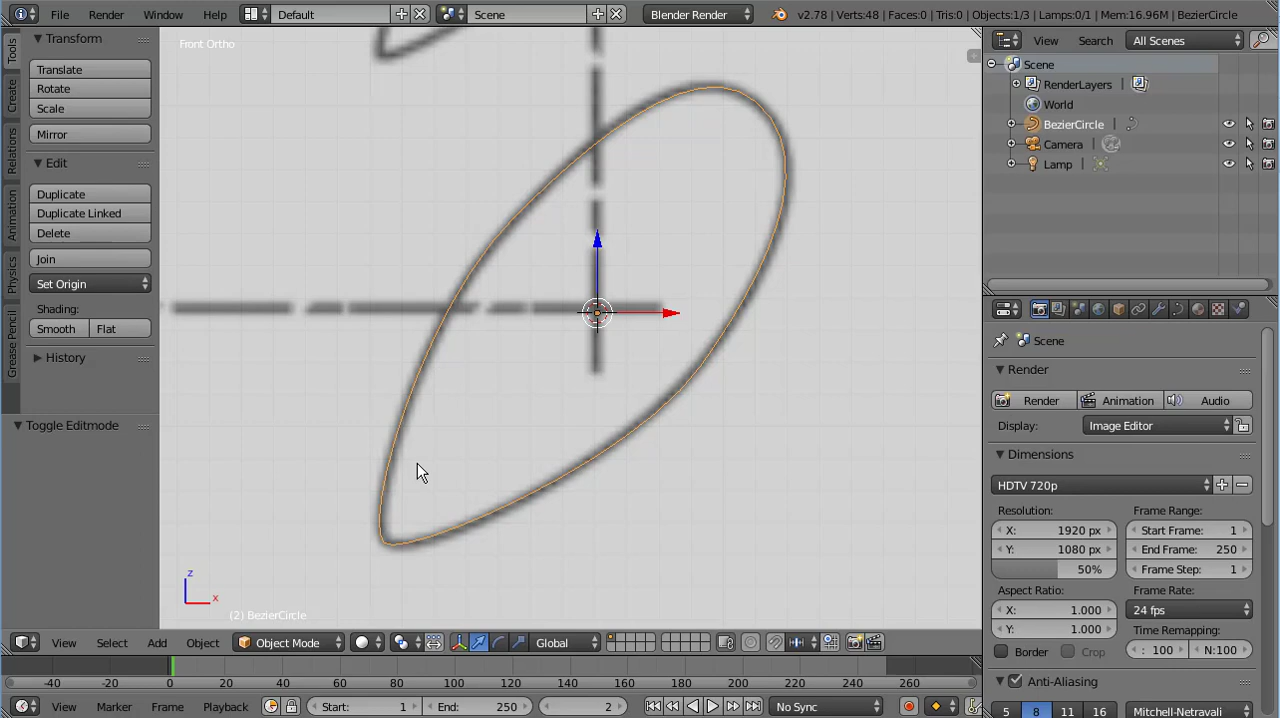 File Render Window Help Default Scene Blender Render v2.78 | Verts:48 | Faces:0 | Tris:0 | Objects:1/3 | Lamps:0/1 | Mem:16.96M | BezierCircle
Tools
Create
Relations
Animation
Physics
Grease Pencil
Transform
Translate
Rotate
Scale
Mirror
Edit
Duplicate
Duplicate Linked
Delete
Join
Set Origin
Shading:
Smooth Flat
History
Toggle Editmode
Front Ortho
z
x
(2) BezierCircle
View Select Add Object Object Mode Global
-40 -20 0 20 40 60 80 100 120 140 160 180 200 220 240 260
View Marker Frame Playback Start: 1 End: 250 2 No Sync
View Search All Scenes
Scene
RenderLayers
World
BezierCircle
Camera
Lamp
Scene
Render
Render Animation Audio
Display: Image Editor
Dimensions
HDTV 720p
Resolution: Frame Range:
X: 1920 px Start Frame: 1
Y: 1080 px End Frame: 250
50% Frame Step: 1
Aspect Ratio: Frame Rate:
X: 1.000 24 fps
Y: 1.000 Time Remapping:
Border Crop : 100 N:100
Anti-Aliasing
5 8 11 16 Mitchell-Netravali